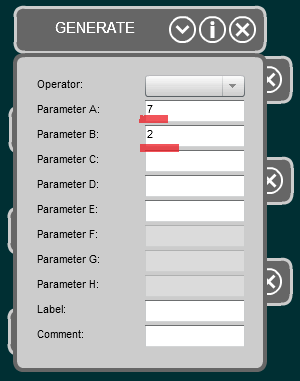 GENERATE
Operator:
Parameter A: 7
Parameter B: 2
Parameter C:
Parameter D:
Parameter E:
Parameter F:
Parameter G:
Parameter H:
Label:
Comment: